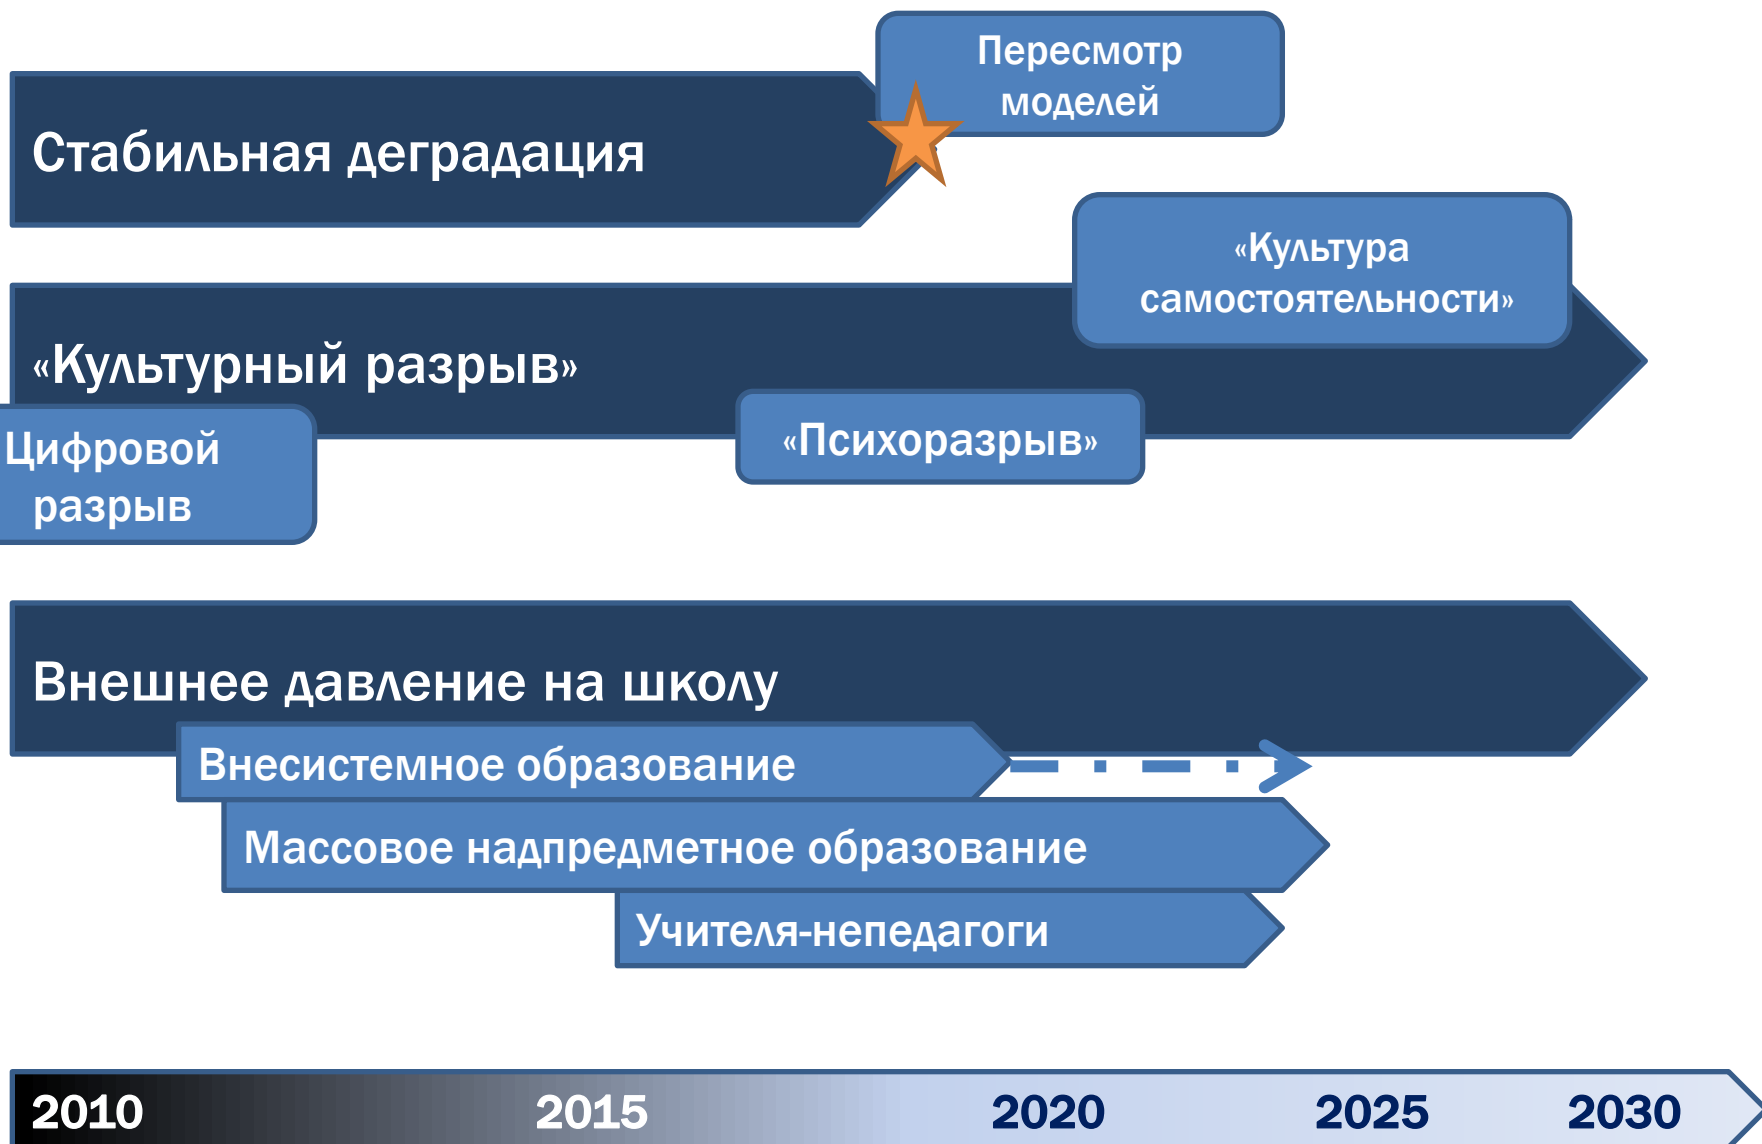 Пересмотр
моделей
Стабильная деградация
«Культура
самостоятельности»
«Культурный разрыв»
Цифровой
разрыв
«Психоразрыв»
Внешнее давление на школу
Внесистемное образование
Массовое надпредметное образование
Учителя-непедагоги
2010 2015 2020 2025 2030